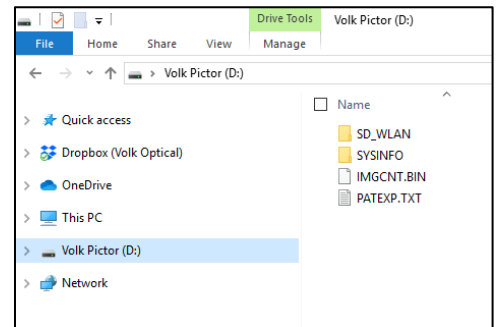 Drive Tools Volk Pictor (D:)
File Home Share View Manage
Volk Pictor (D:)
Name
Quick access
Dropbox (Volk Optical)
OneDrive
This PC
Volk Pictor (D:)
Network
SD_WLAN
SYSINFO
IMGCNT.BIN
PATEXP.TXT